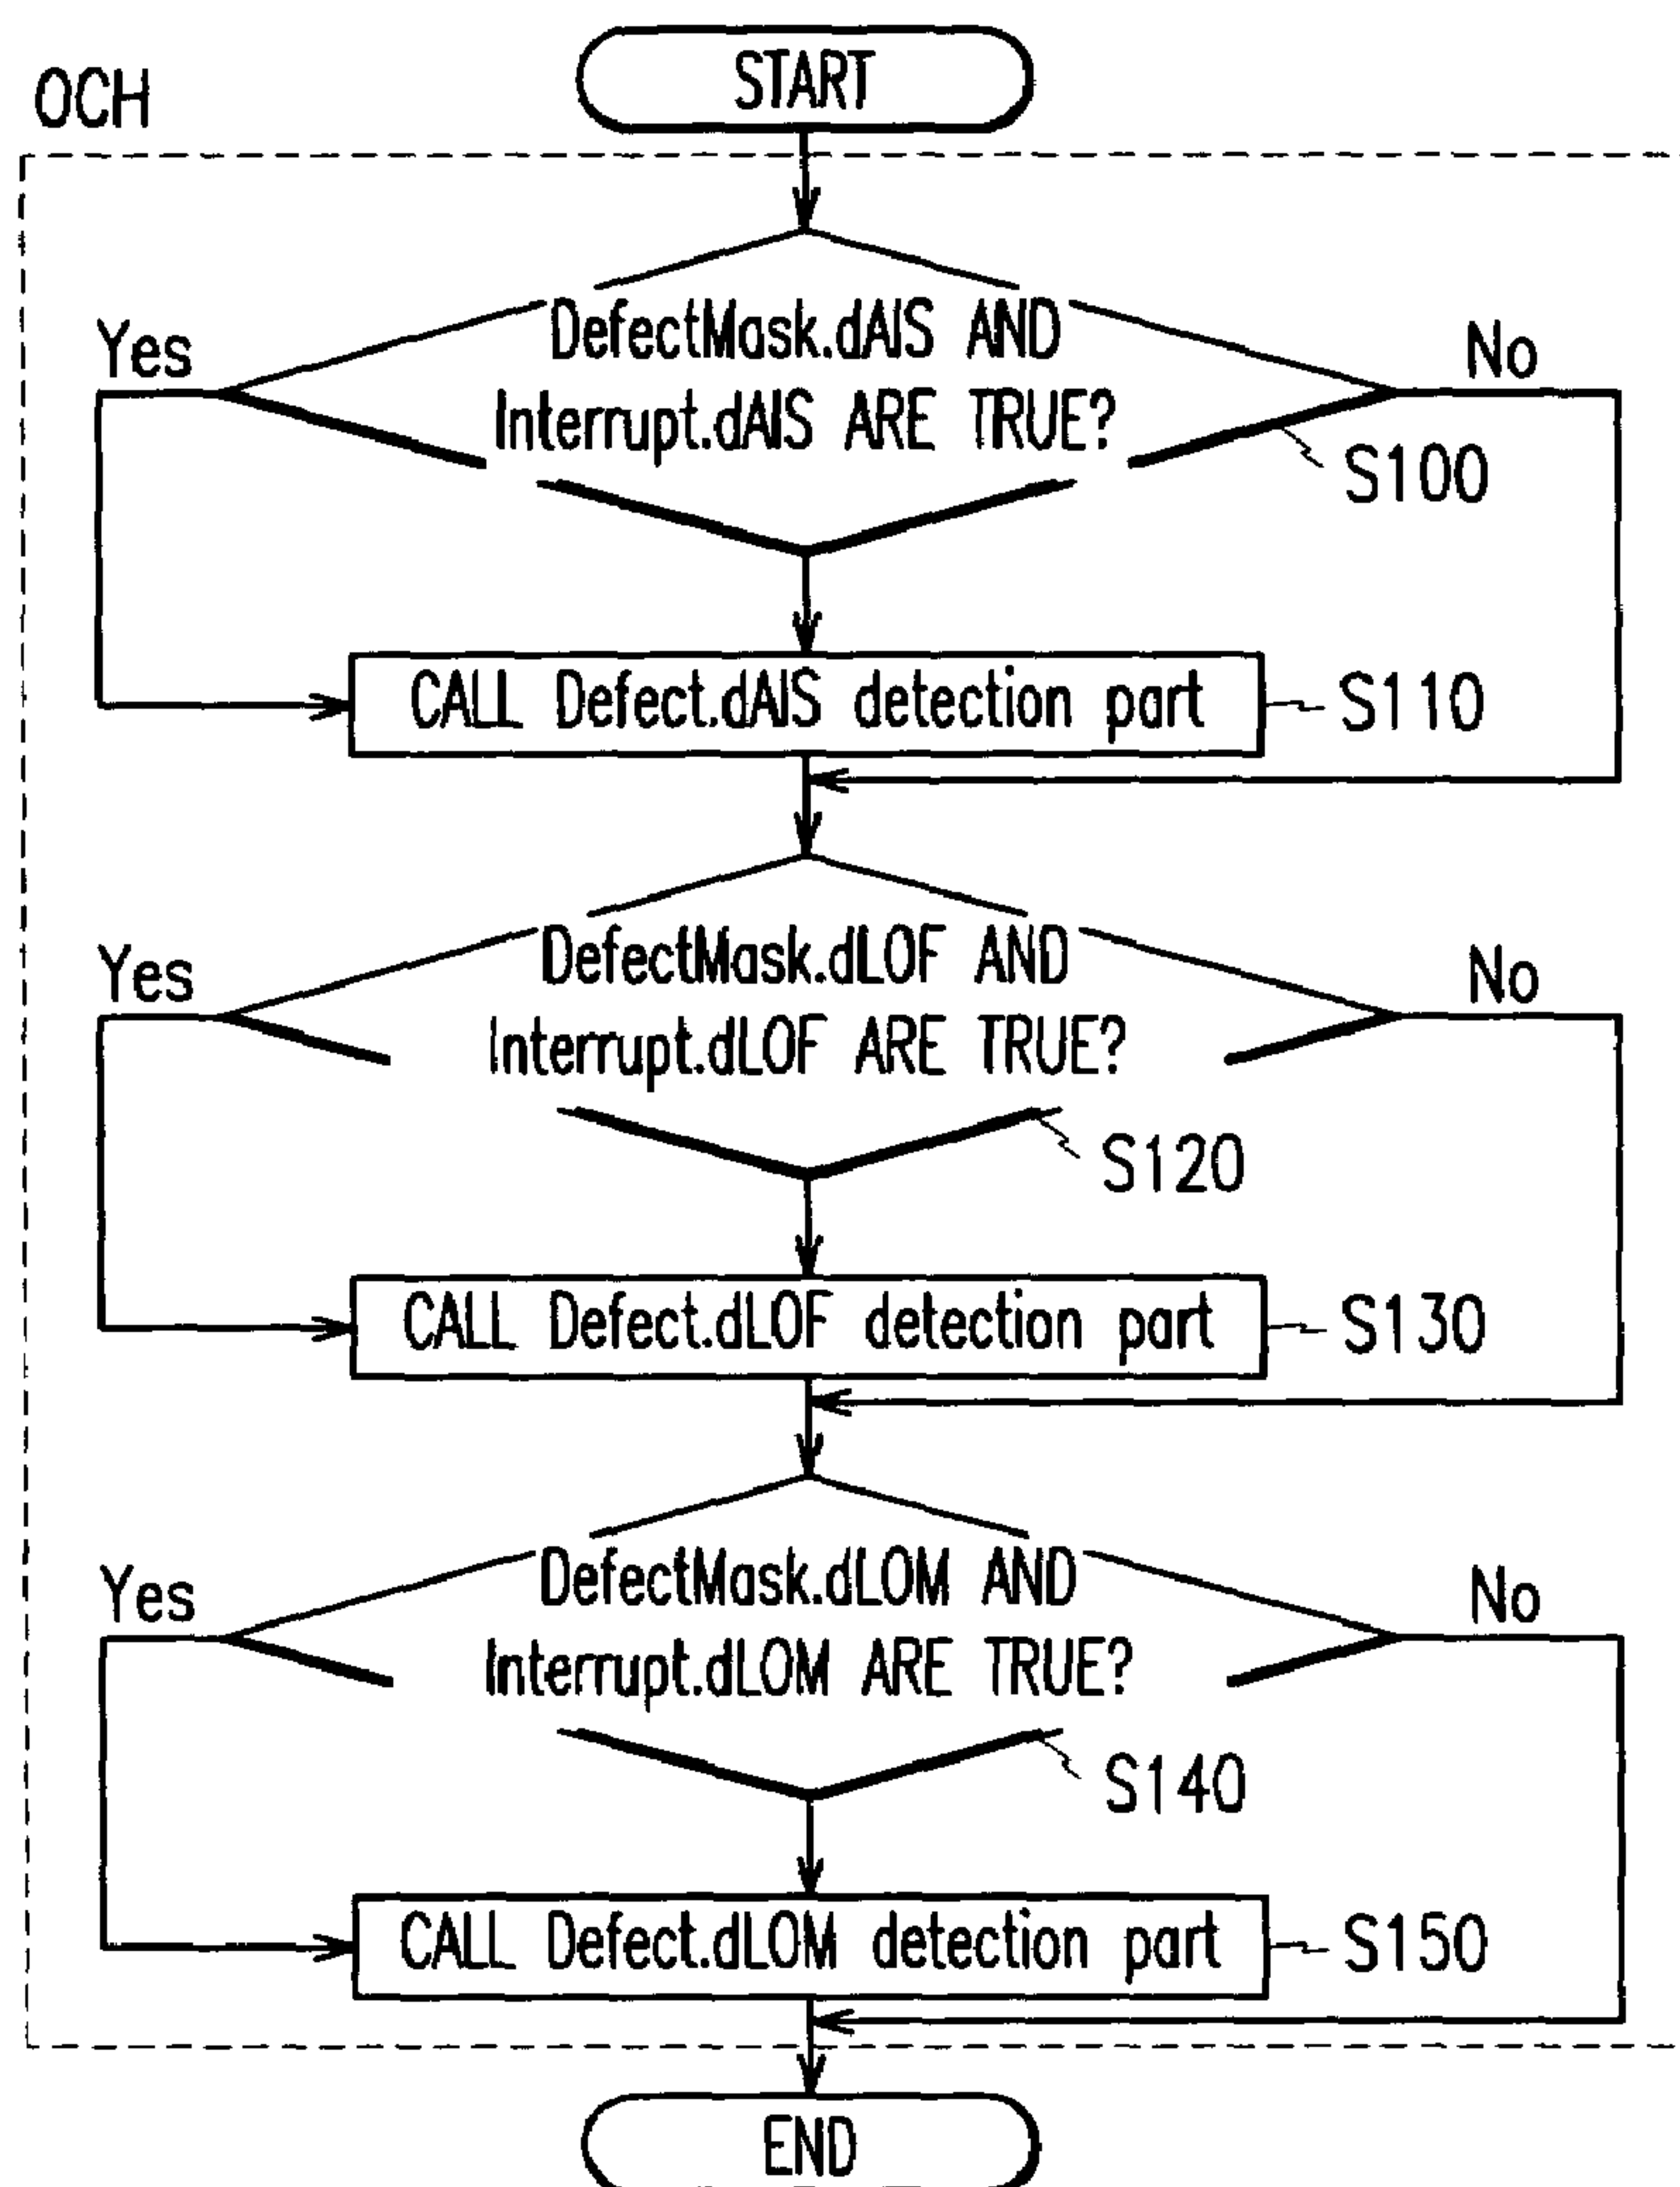 START
OCH
DefectMask.dAIS AND
Interrupt.dAIS ARE TRUE?
Yes
No
S100
CALL Defect.dAIS detection part
S110
DefectMask.dLOF AND
Interrupt.dLOF ARE TRUE?
Yes
No
S120
CALL Defect.dLOF detection part
S130
DefectMask.dLOM AND
Interrupt.dLOM ARE TRUE?
Yes
No
S140
CALL Defect.dLOM detection part
S150
END